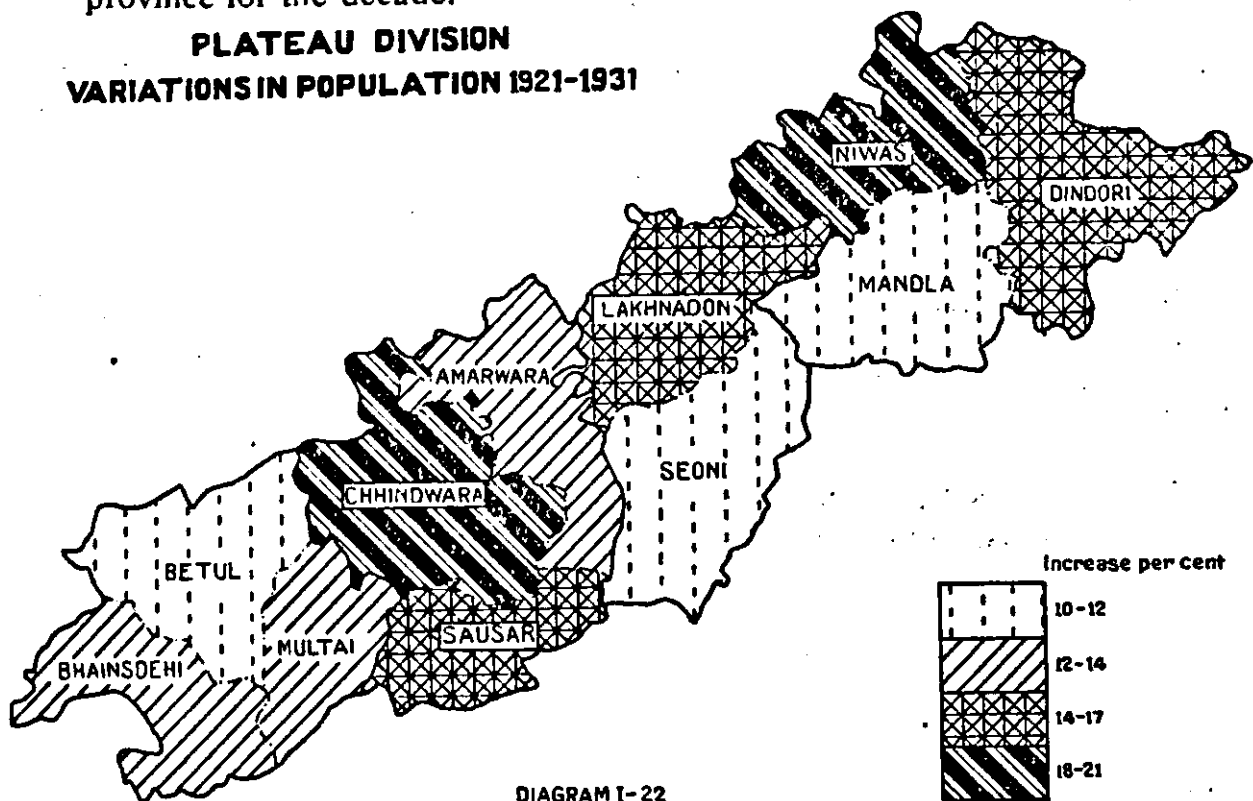 province for the decade.
PLATEAU DIVISION
VARIATIONS IN POPULATION 1921-1931
NIWAS
DINDORI
MANDLA
LAKHNADON
AMARWARA
SEONI
CHHINDWARA
BETUL
MULTAI
SAUSAR
BHAINSDEHI
Increase per cent
10-12
12-14
14-17
18-21
DIAGRAM I-22